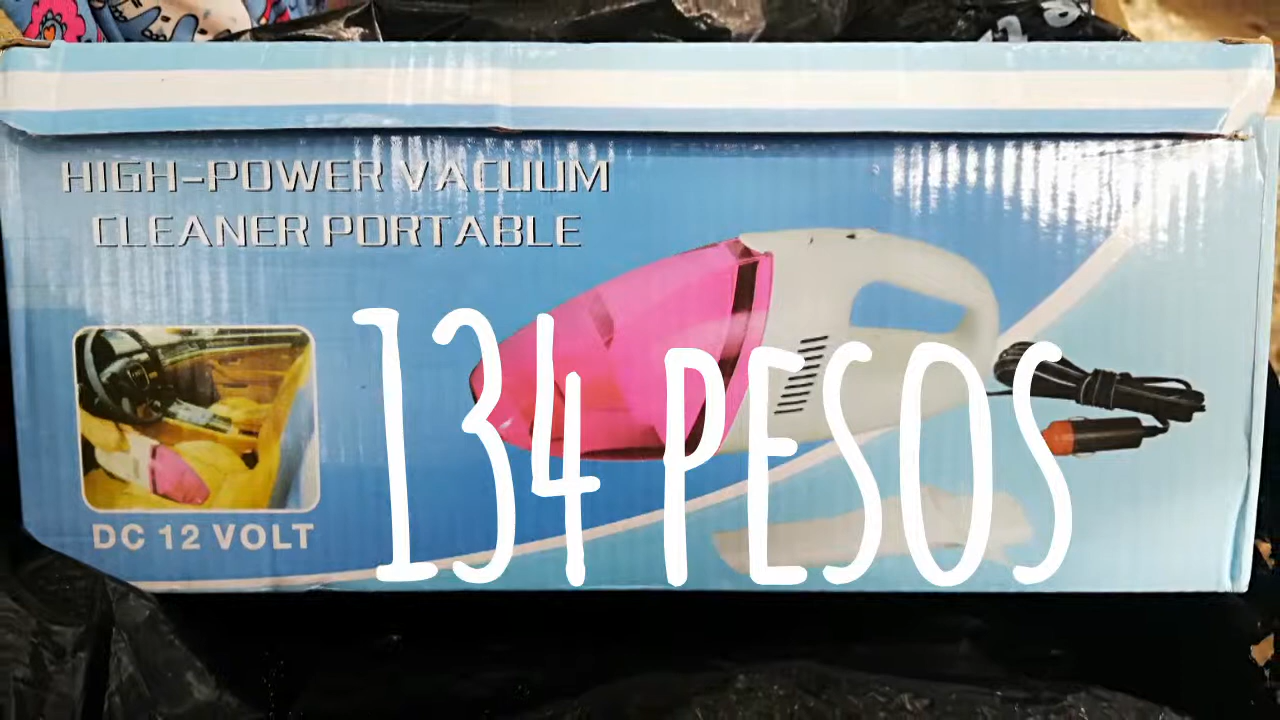 HIGH-POWER VACUUM
CLEANER PORTABLE
134 PESOS
DC 12 VOLT